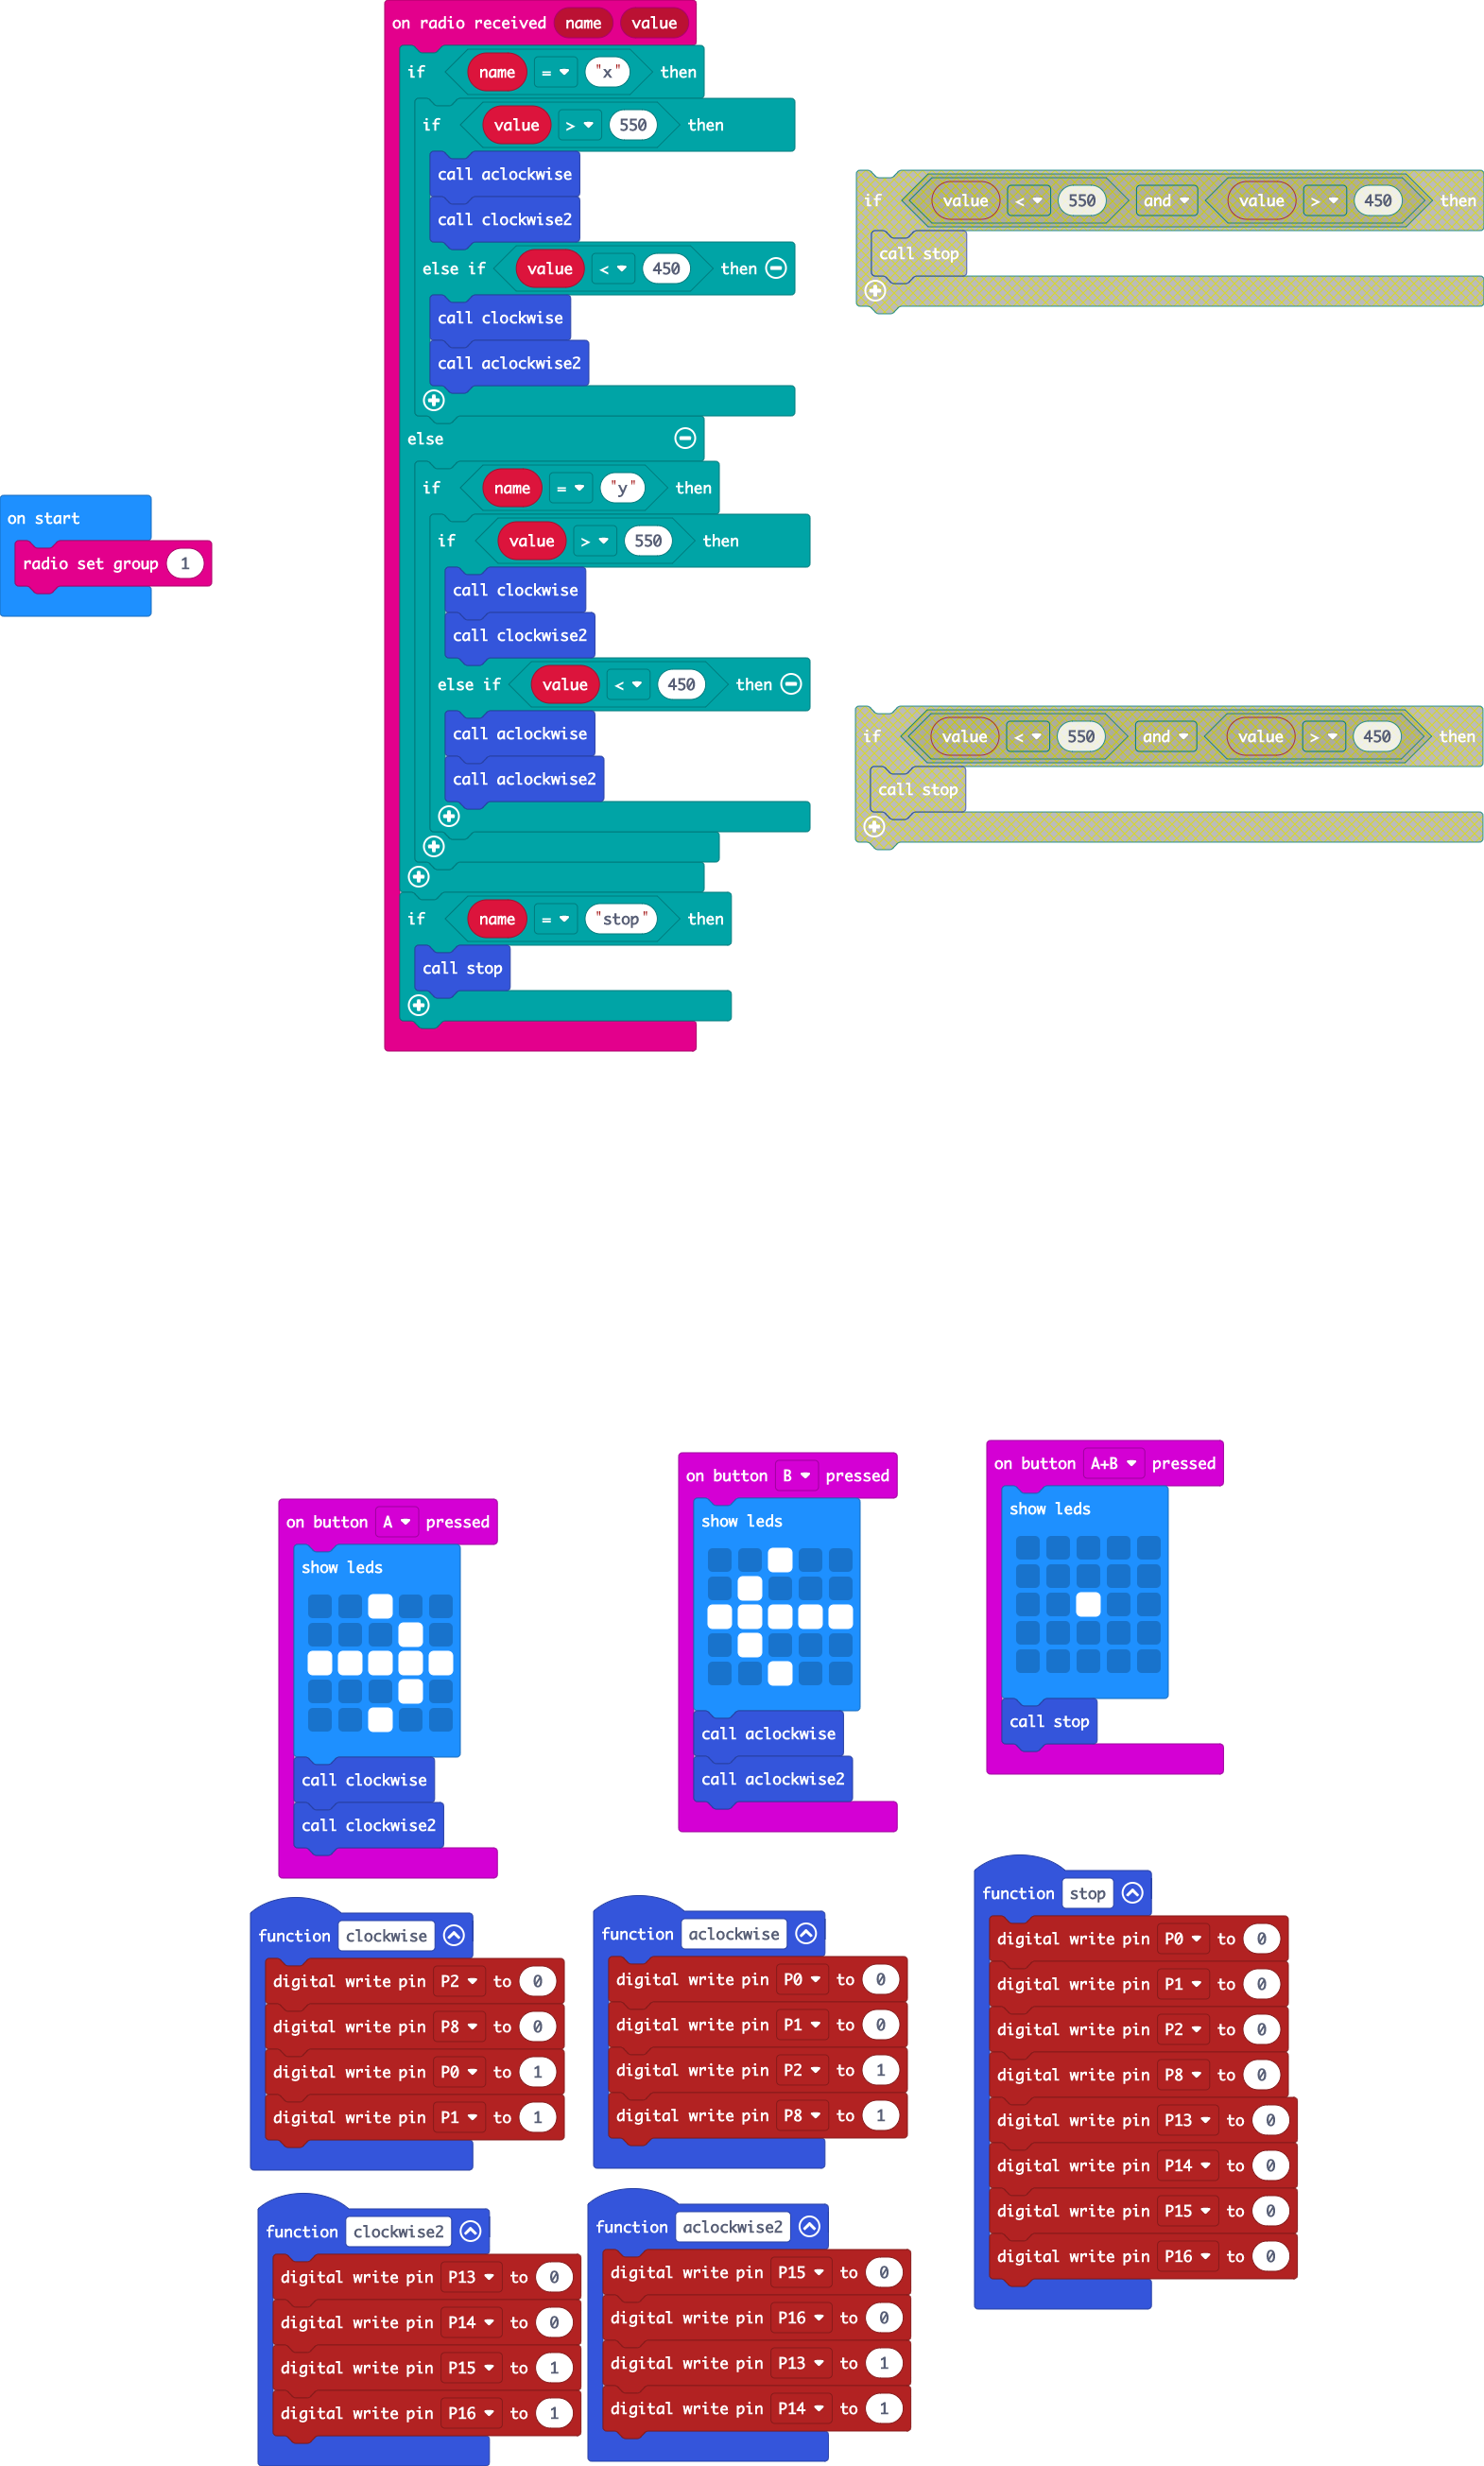 on radio received name value
if name = "x" then
if value > 550 then
call aclockwise
call clockwise2
else if value < 450 then
call clockwise
call aclockwise2
else
if name = "y" then
if value > 550 then
call clockwise
call clockwise2
else if value < 450 then
call aclockwise
call aclockwise2
if name = "stop" then
call stop
if value < 550 and value > 450 then
call stop
if value < 550 and value > 450 then
call stop
on start
radio set group 1
on button A pressed
show leds
call clockwise
call clockwise2
on button B pressed
show leds
call aclockwise
call aclockwise2
on button A+B pressed
show leds
call stop
function clockwise
digital write pin P2 to 0
digital write pin P8 to 0
digital write pin P0 to 1
digital write pin P1 to 1
function aclockwise
digital write pin P0 to 0
digital write pin P1 to 0
digital write pin P2 to 1
digital write pin P8 to 1
function stop
digital write pin P0 to 0
digital write pin P1 to 0
digital write pin P2 to 0
digital write pin P8 to 0
digital write pin P13 to 0
digital write pin P14 to 0
digital write pin P15 to 0
digital write pin P16 to 0
function clockwise2
digital write pin P13 to 0
digital write pin P14 to 0
digital write pin P15 to 1
digital write pin P16 to 1
function aclockwise2
digital write pin P15 to 0
digital write pin P16 to 0
digital write pin P13 to 1
digital write pin P14 to 1